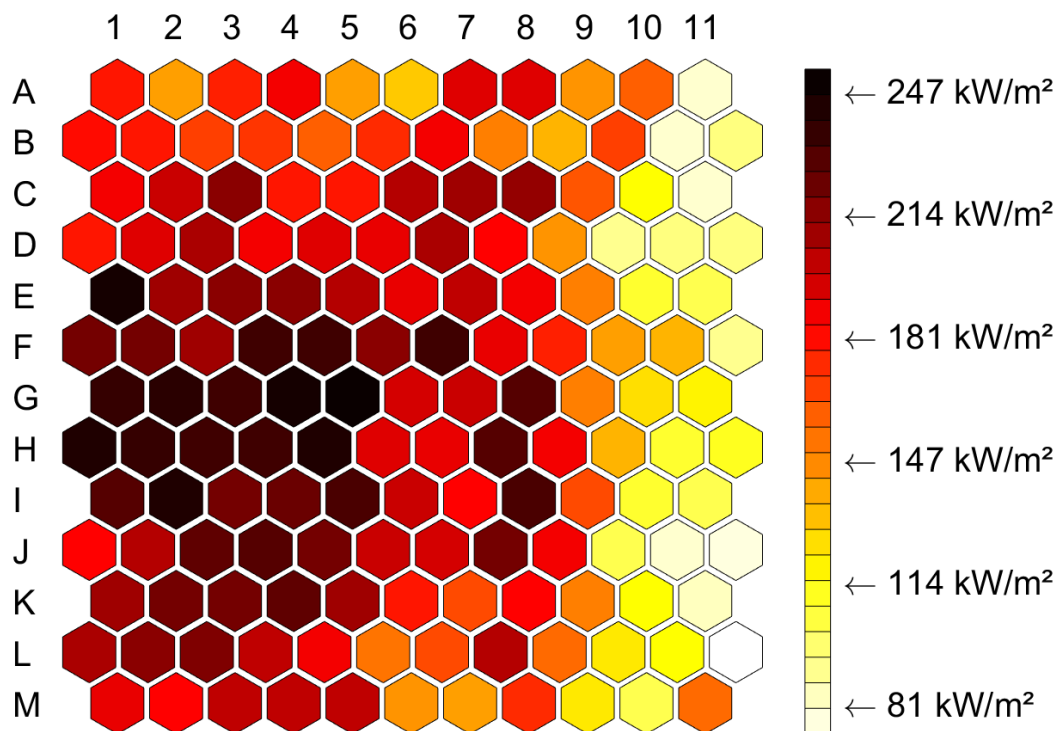 1 2 3 4 5 6 7 8 9 10 11
A
← 247 kW/m²
B
C
← 214 kW/m²
D
E
F
← 181 kW/m²
G
H
← 147 kW/m²
I
J
K
← 114 kW/m²
L
M
← 81 kW/m²